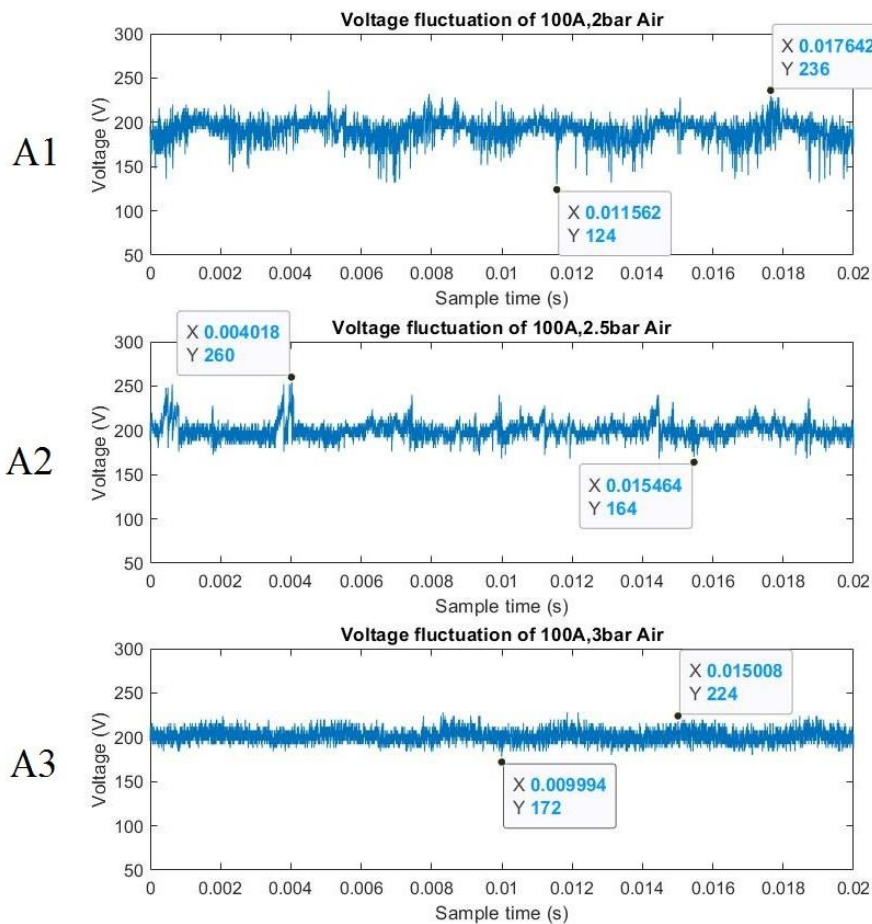 Voltage fluctuation of 100A,2bar Air
A1
Voltage (V)
300
250
200
150
100
50
X 0.017642
Y 236
X 0.011562
Y 124
0 0.002 0.004 0.006 0.008 0.01 0.012 0.014 0.016 0.018 0.02
Sample time (s)
Voltage fluctuation of 100A,2.5bar Air
A2
Voltage (V)
300
250
200
150
100
50
X 0.004018
Y 260
X 0.015464
Y 164
0 0.002 0.004 0.006 0.008 0.01 0.012 0.014 0.016 0.018 0.02
Sample time (s)
Voltage fluctuation of 100A,3bar Air
A3
Voltage (V)
300
250
200
150
100
50
X 0.015008
Y 224
X 0.009994
Y 172
0 0.002 0.004 0.006 0.008 0.01 0.012 0.014 0.016 0.018 0.02
Sample time (s)